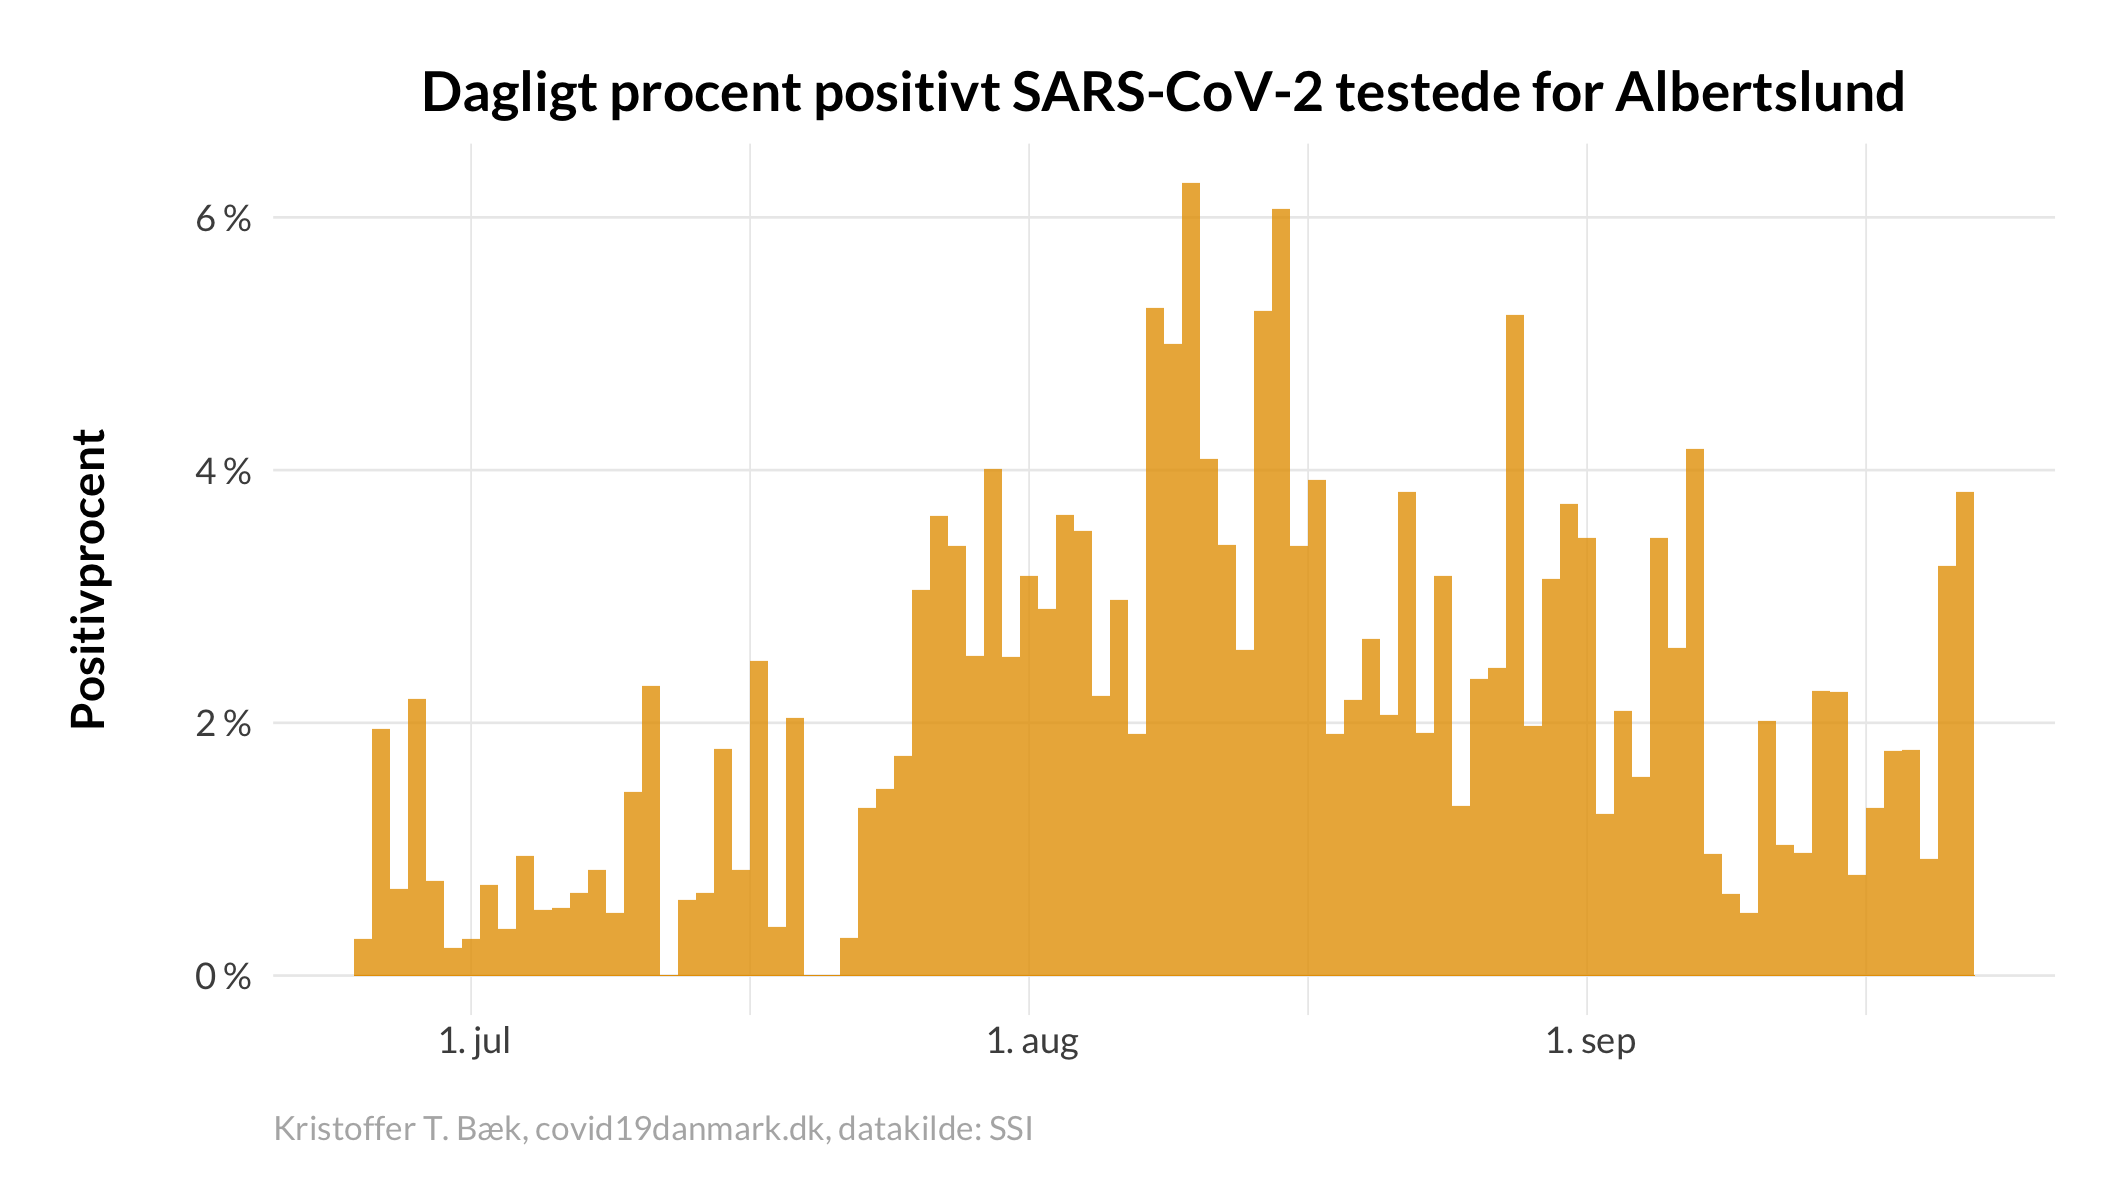 Dagligt procent positivt SARS-CoV-2 testede for Albertslund
Positivprocent
6 %
4 %
2 %
0 %
1. jul
1. aug
1. sep
Kristoffer T. Bæk, covid19danmark.dk, datakilde: SSI